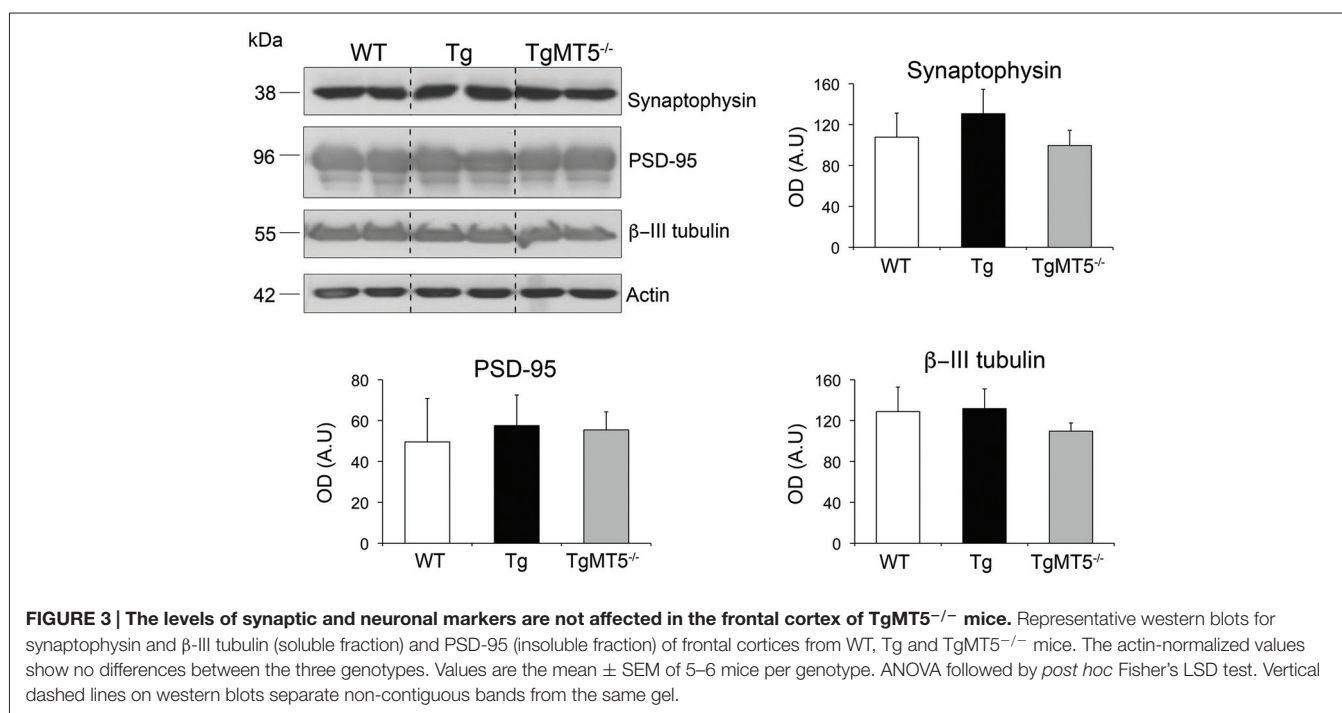 kDa
WT Tg TgMT5-/-
38 Synaptophysin
96 PSD-95
55 β–III tubulin
42 Actin
Synaptophysin
OD (A.U)
160
120
80
40
0
WT Tg TgMT5-/-
PSD-95
OD (A.U)
80
60
40
20
0
WT Tg TgMT5-/-
β–III tubulin
OD (A.U)
160
120
80
40
0
WT Tg TgMT5-/-
FIGURE 3 | The levels of synaptic and neuronal markers are not affected in the frontal cortex of TgMT5−/− mice. Representative western blots for
synaptophysin and β-III tubulin (soluble fraction) and PSD-95 (insoluble fraction) of frontal cortices from WT, Tg and TgMT5−/− mice. The actin-normalized values
show no differences between the three genotypes. Values are the mean ± SEM of 5–6 mice per genotype. ANOVA followed by post hoc Fisher's LSD test. Vertical
dashed lines on western blots separate non-contiguous bands from the same gel.